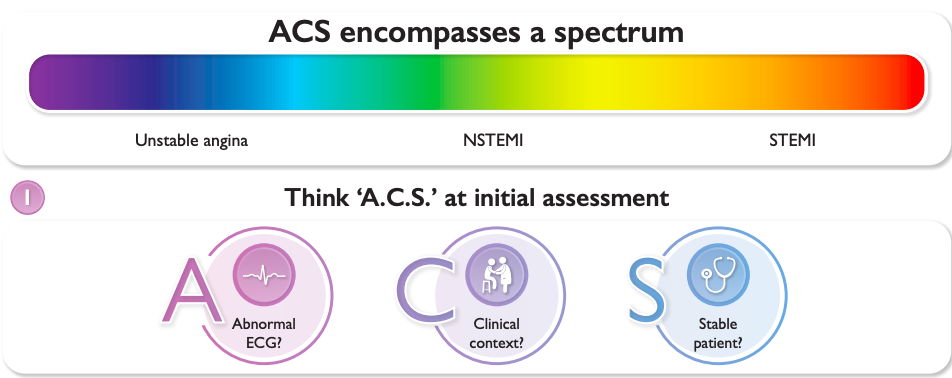 ACS encompasses a spectrum
Unstable angina
NSTEMI
STEMI
1
Think ‘A.C.S.’ at initial assessment
A
Abnormal
ECG?
C
Clinical
context?
S
Stable
patient?